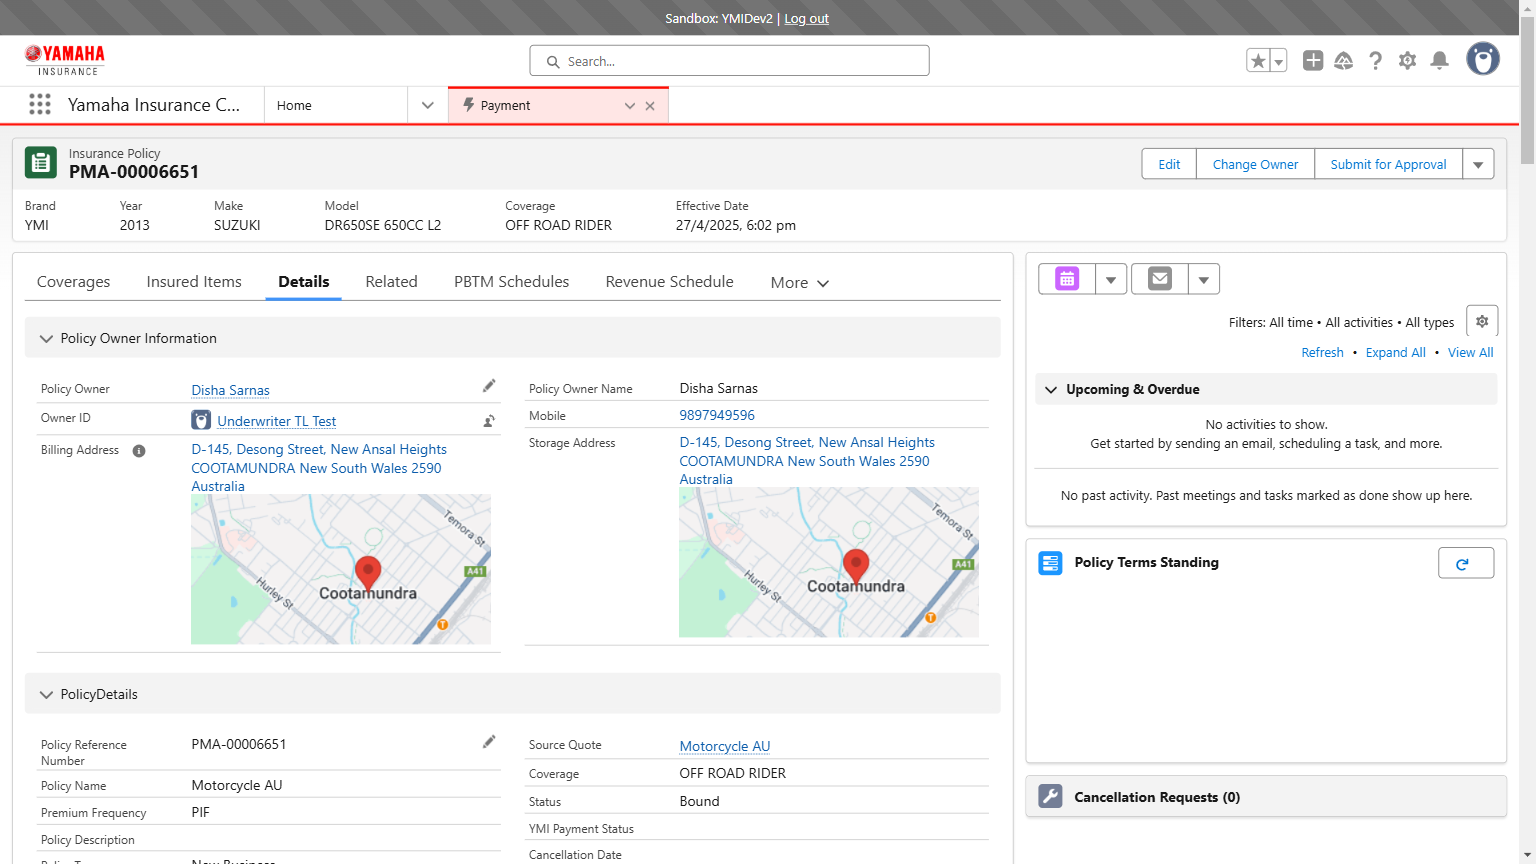 Sandbox: YMIDev2 | Log out
YAMAHA
INSURANCE
Search...
Yamaha Insurance C...
Home
Payment
Insurance Policy
PMA-00006651
Edit
Change Owner
Submit for Approval
Brand
Year
Make
Model
Coverage
Effective Date
YMI
2013
SUZUKI
DR650SE 650CC L2
OFF ROAD RIDER
27/4/2025, 6:02 pm
Coverages
Insured Items
Details
Related
PBTM Schedules
Revenue Schedule
More
Policy Owner Information
Policy Owner
Disha Sarnas
Owner ID
Underwriter TL Test
Billing Address
D-145, Desong Street, New Ansal Heights
COOTAMUNDRA New South Wales 2590
Australia
Temora St
A41
Hurley St
Cootamundra
T
Policy Owner Name
Disha Sarnas
Mobile
9897949596
Storage Address
D-145, Desong Street, New Ansal Heights
COOTAMUNDRA New South Wales 2590
Australia
Temora St
A41
Hurley St
Cootamundra
T
PolicyDetails
Policy Reference
Number
PMA-00006651
Policy Name
Motorcycle AU
Premium Frequency
PIF
Policy Description
Source Quote
Motorcycle AU
Coverage
OFF ROAD RIDER
Status
Bound
YMI Payment Status
Cancellation Date
Filters: All time • All activities • All types
Refresh • Expand All • View All
Upcoming & Overdue
No activities to show.
Get started by sending an email, scheduling a task, and more.
No past activity. Past meetings and tasks marked as done show up here.
Policy Terms Standing
Cancellation Requests (0)